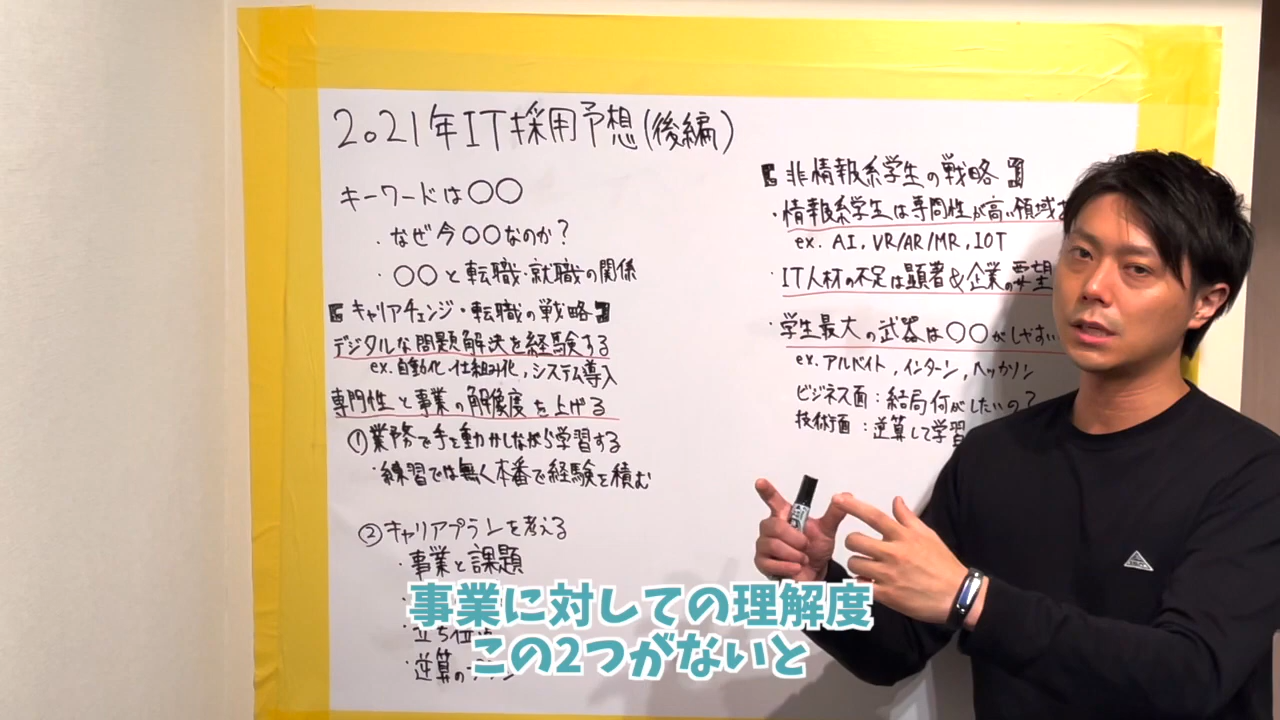 2021年IT採用予想(後編)
キーワードは〇〇
・なぜ今〇〇なのか?
・〇〇と転職・就職の関係
【キャリアチェンジ・転職の戦略】
デジタルな問題解決を経験する
ex. 自動化、仕組み化、システム導入
専門性と事業の解像度を上げる
①業務で手を動かしながら学習する
・練習では無く本番で経験を積む
②キャリアプランを考える
・事業と課題
・立ち位
・逆算の
【非情報系学生の戦略】
・情報系学生は専門性が高い領域
ex. AI, VR/AR/MR, IOT
・IT人材の不足は顕著&企業の要望
・学生最大の武器は〇〇がしやすい
ex. アルバイト, インターン, ハッカソン
ビジネス面:結局何がしたいの?
技術面:逆算して学習
事業に対しての理解度
この2つがないと